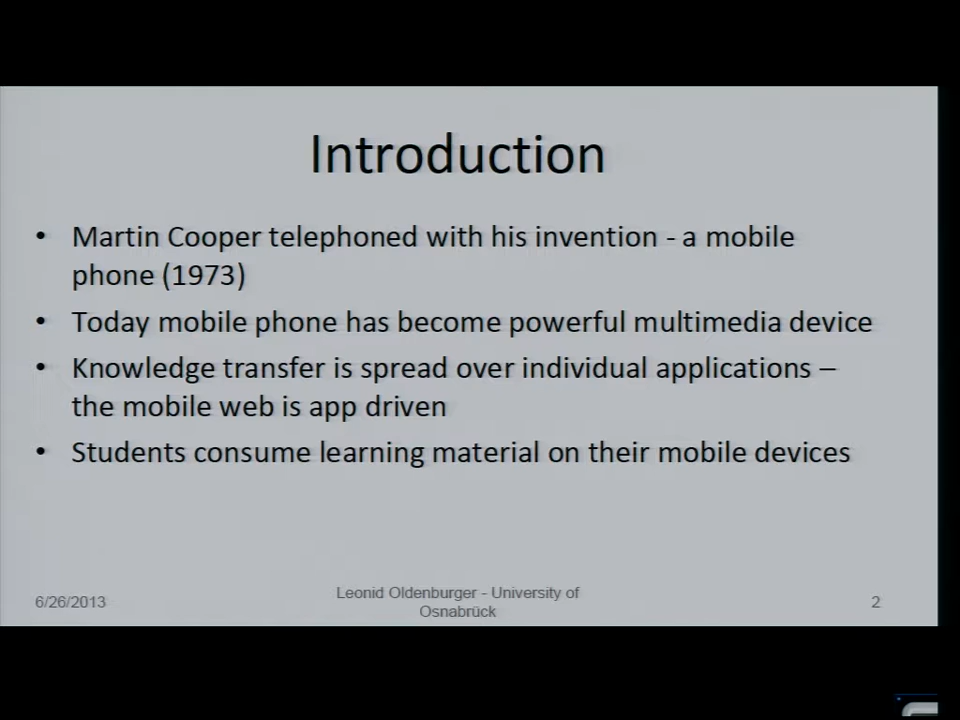 Introduction
• Martin Cooper telephoned with his invention - a mobile
phone (1973)
• Today mobile phone has become powerful multimedia device
• Knowledge transfer is spread over individual applications –
the mobile web is app driven
• Students consume learning material on their mobile devices
6/26/2013
Leonid Oldenburger - University of
Osnabrück
2